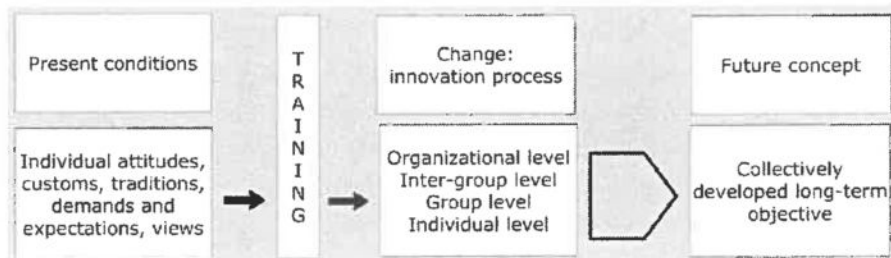 Present conditions
Individual attitudes,
customs, traditions,
demands and
expectations, views
TRAINING
Change:
innovation process
Organizational level
Inter-group level
Group level
Individual level
Future concept
Collectively
developed long-term
objective